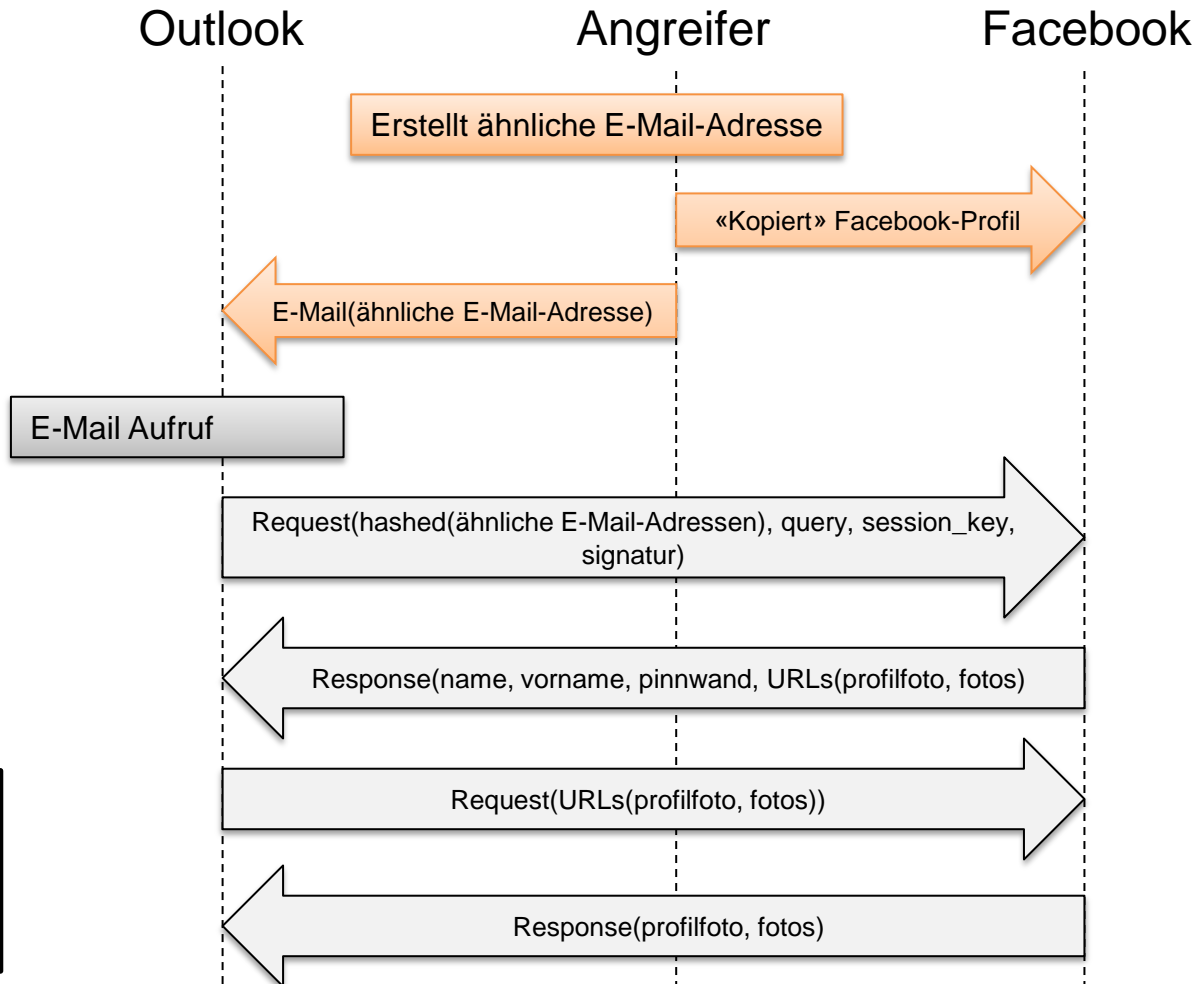 Outlook Angreifer Facebook
Erstellt ähnliche E-Mail-Adresse
«Kopiert» Facebook-Profil
E-Mail(ähnliche E-Mail-Adresse)
E-Mail Aufruf
Request(hashed(ähnliche E-Mail-Adressen), query, session_key,
signatur)
Response(name, vorname, pinnwand, URLs(profilfoto, fotos)
Request(URLs(profilfoto, fotos))
Response(profilfoto, fotos)